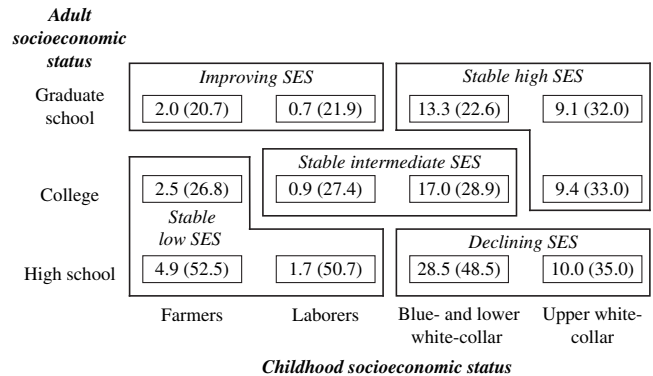 Adult
socioeconomic
status
Improving SES
Stable high SES
Graduate
school
2.0 (20.7)
0.7 (21.9)
13.3 (22.6)
9.1 (32.0)
Stable intermediate SES
College
2.5 (26.8)
0.9 (27.4)
17.0 (28.9)
9.4 (33.0)
Stable
low SES
Declining SES
High school
4.9 (52.5)
1.7 (50.7)
28.5 (48.5)
10.0 (35.0)
Farmers
Laborers
Blue- and lower
white-collar
Upper white-
collar
Childhood socioeconomic status